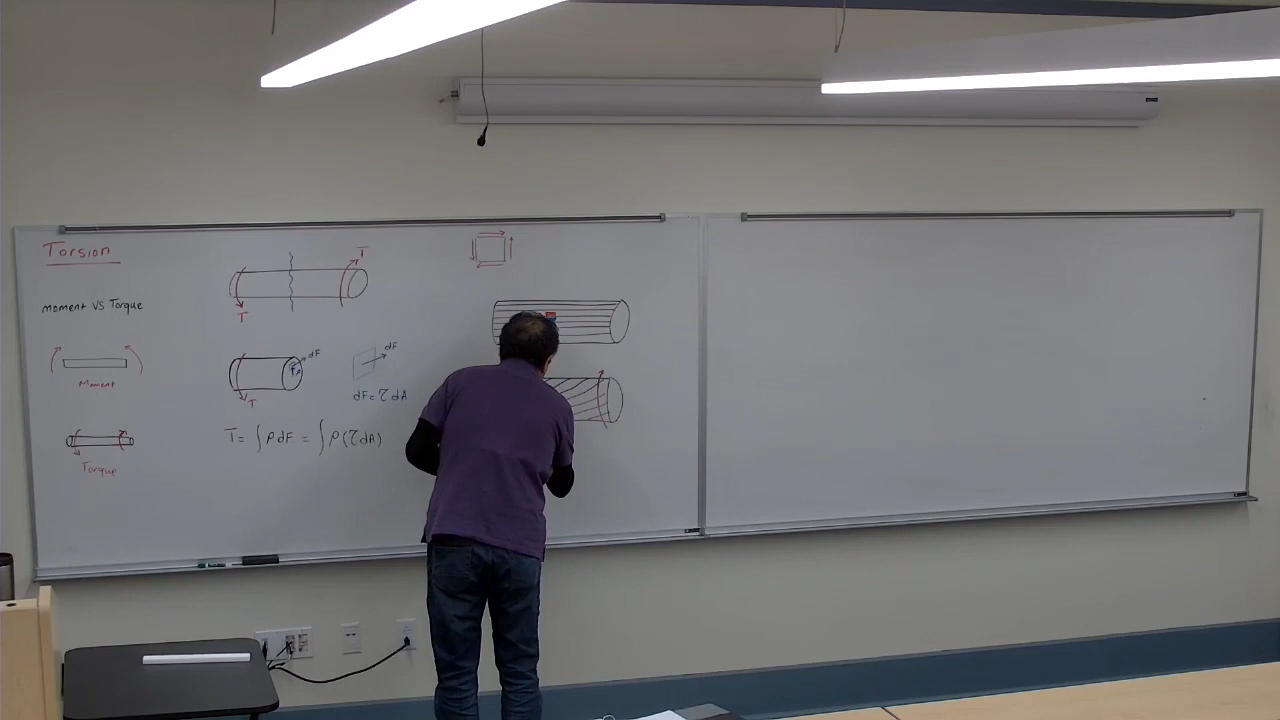 Torsion
moment VS Torque
Moment
Torque
T
T
dF
T
dF
dF = τ dA
T = ∫ ρ dF = ∫ ρ (τ dA)